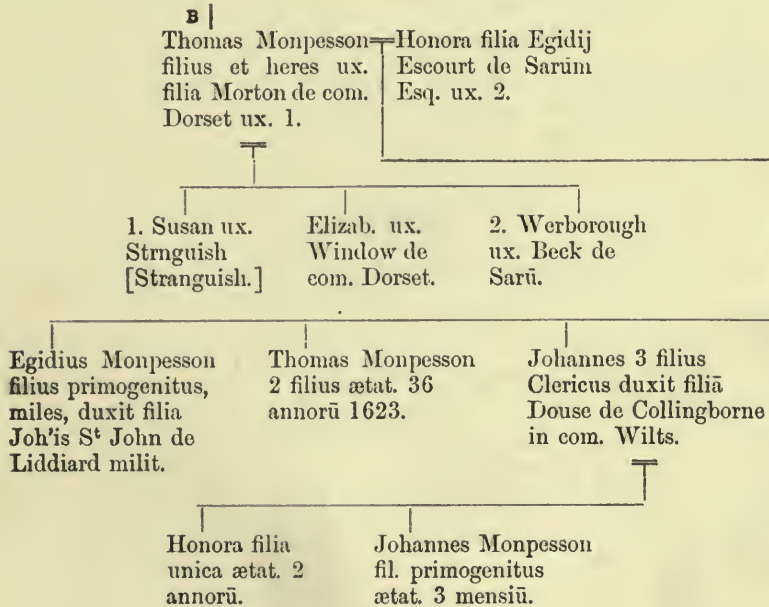 B
Thomas Monpesson
filius et heres ux.
filia Morton de com.
Dorset ux. 1.
Honora filia Egidij
Escourt de Sarūm
Esq. ux. 2.
1. Susan ux.
Strnguish
[Stranguish.]
Elizab. ux.
Window de
com. Dorset.
2. Werborough
ux. Beck de
Sarū.
Egidius Monpesson
filius primogenitus,
miles, duxit filia
Joh'is Sᵗ John de
Liddiard milit.
Thomas Monpesson
2 filius ætat. 36
annorū 1623.
Johannes 3 filius
Clericus duxit filiā
Douse de Collingborne
in com. Wilts.
Honora filia
unica ætat. 2
annorū.
Johannes Monpesson
fil. primogenitus
ætat. 3 mensiū.